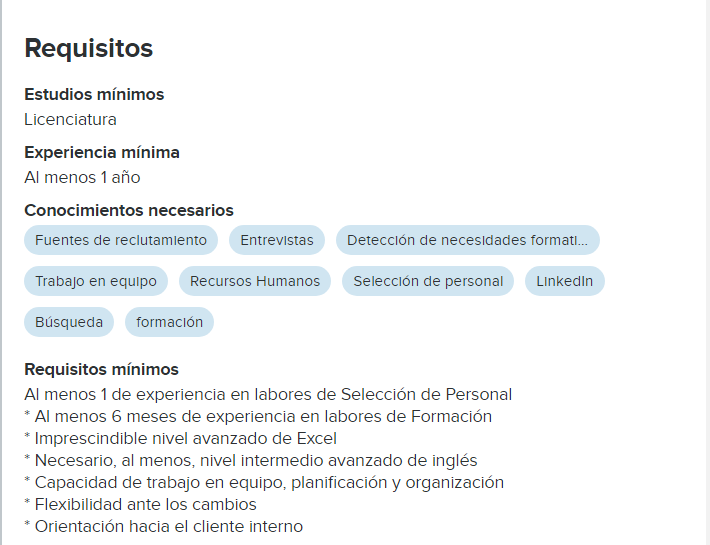 Requisitos
Estudios mínimos
Licenciatura
Experiencia mínima
Al menos 1 año
Conocimientos necesarios
Fuentes de reclutamiento Entrevistas Detección de necesidades formati...
Trabajo en equipo Recursos Humanos Selección de personal LinkedIn
Búsqueda formación
Requisitos mínimos
Al menos 1 de experiencia en labores de Selección de Personal
* Al menos 6 meses de experiencia en labores de Formación
* Imprescindible nivel avanzado de Excel
* Necesario, al menos, nivel intermedio avanzado de inglés
* Capacidad de trabajo en equipo, planificación y organización
* Flexibilidad ante los cambios
* Orientación hacia el cliente interno